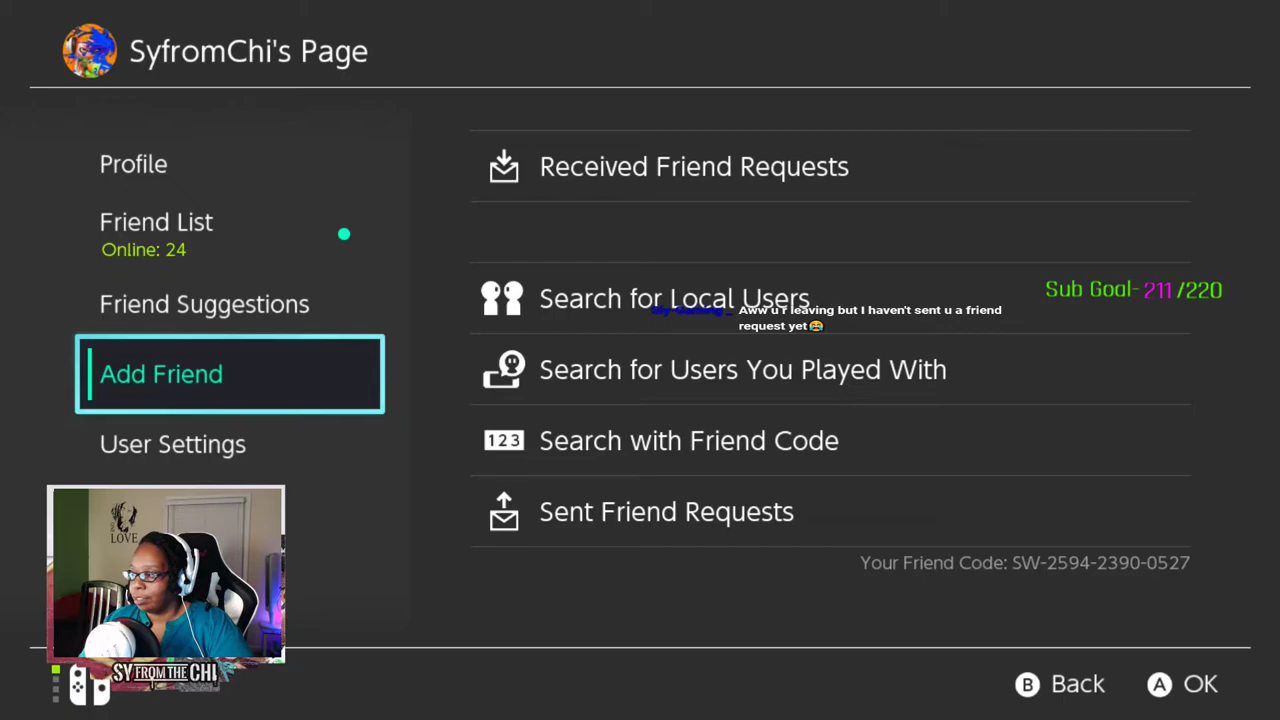 SyfromChi's Page
Profile
Friend List
Online: 24
Friend Suggestions
Add Friend
User Settings
Received Friend Requests
Search for Local Users
Sub Goal- 211/220
Aww u r leaving but I haven't sent u a friend
request yet😭
Search for Users You Played With
123 Search with Friend Code
Sent Friend Requests
Your Friend Code: SW-2594-2390-0527
LOVE
SY FROM THE CHI
B Back
A OK